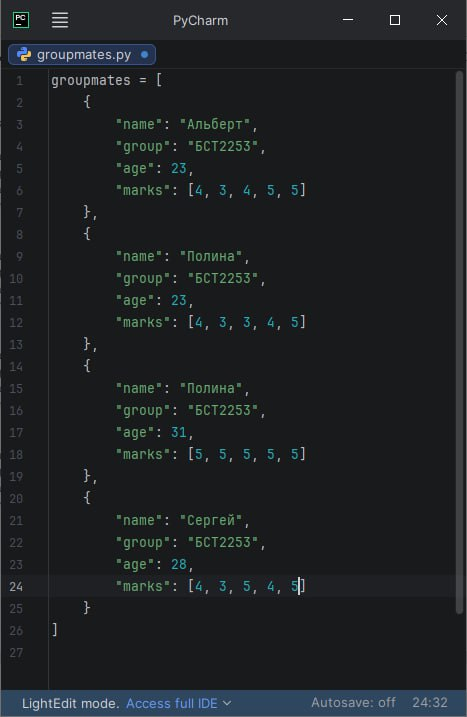 PC
PyCharm
groupmates.py
1 groupmates = [
2     {
3         "name": "Альберт",
4         "group": "БСТ2253",
5         "age": 23,
6         "marks": [4, 3, 4, 5, 5]
7     },
8     {
9         "name": "Полина",
10         "group": "БСТ2253",
11         "age": 23,
12         "marks": [4, 3, 3, 4, 5]
13     },
14     {
15         "name": "Полина",
16         "group": "БСТ2253",
17         "age": 31,
18         "marks": [5, 5, 5, 5, 5]
19     },
20     {
21         "name": "Сергей",
22         "group": "БСТ2253",
23         "age": 28,
24         "marks": [4, 3, 5, 4, 5]
25     }
26 ]
27
LightEdit mode. Access full IDE Autosave: off 24:32